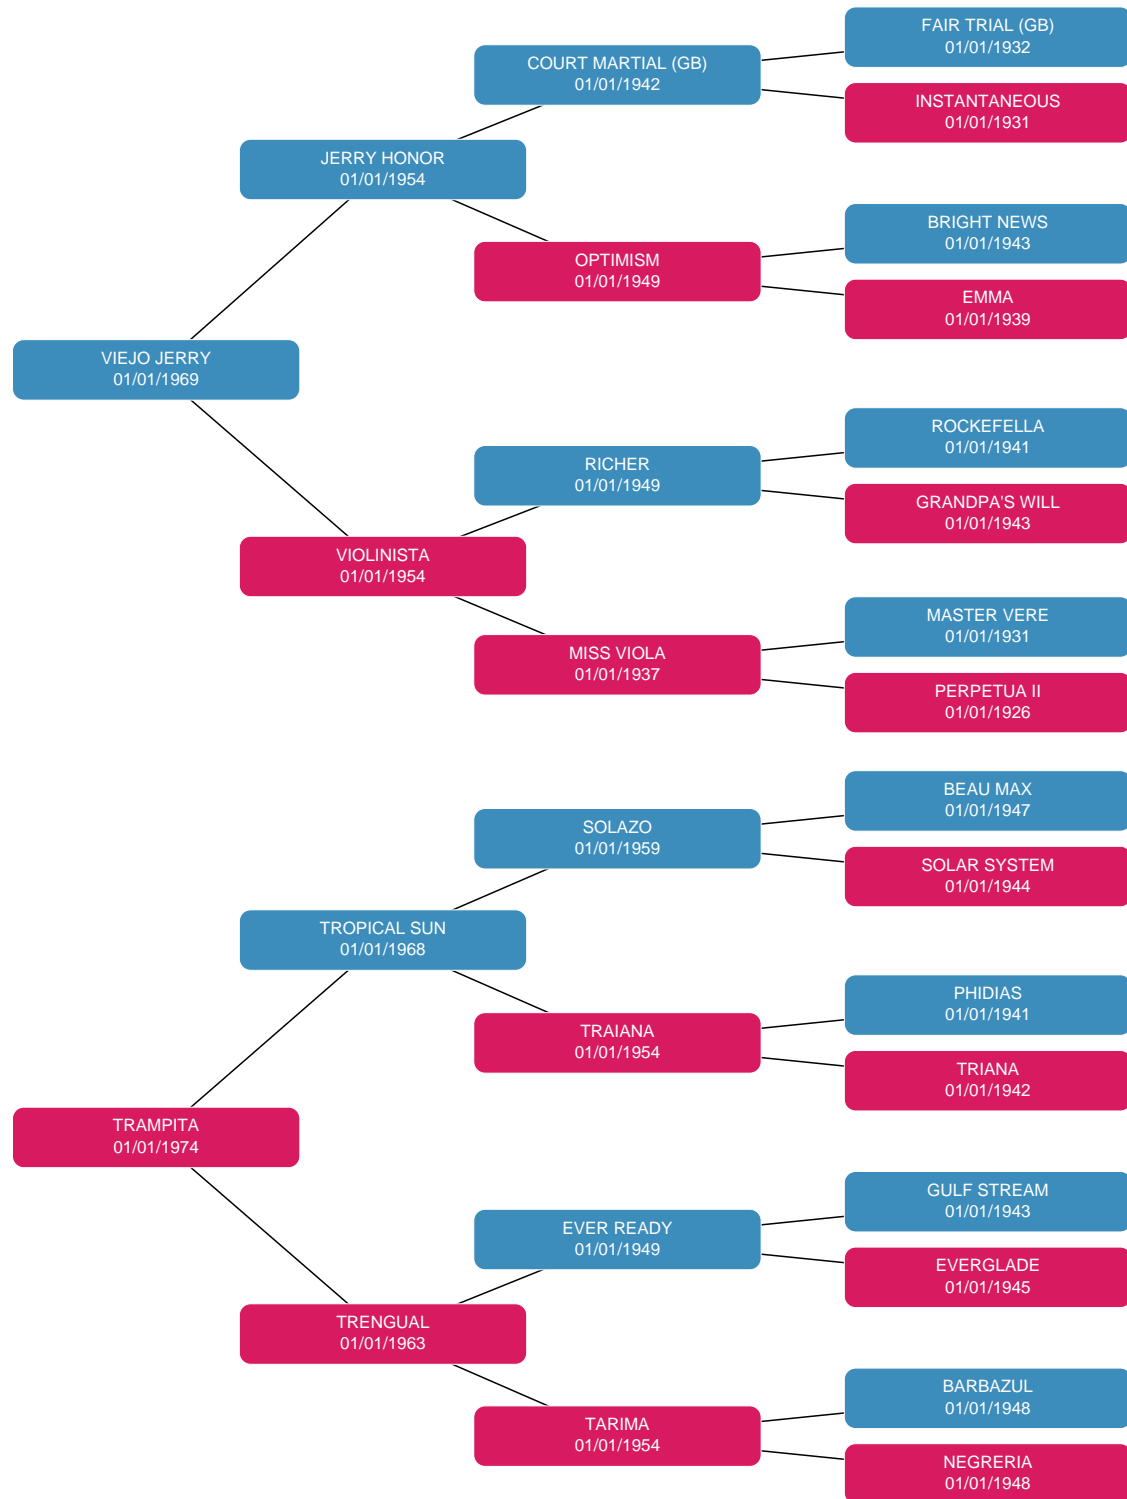 FAIR TRIAL (GB)
01/01/1932
COURT MARTIAL (GB)
01/01/1942
INSTANTANEOUS
01/01/1931
JERRY HONOR
01/01/1954
BRIGHT NEWS
01/01/1943
OPTIMISM
01/01/1949
EMMA
01/01/1939
VIEJO JERRY
01/01/1969
ROCKEFELLA
01/01/1941
RICHER
01/01/1949
GRANDPA'S WILL
01/01/1943
VIOLINISTA
01/01/1954
MASTER VERE
01/01/1931
MISS VIOLA
01/01/1937
PERPETUA II
01/01/1926
BEAU MAX
01/01/1947
SOLAZO
01/01/1959
SOLAR SYSTEM
01/01/1944
TROPICAL SUN
01/01/1968
PHIDIAS
01/01/1941
TRAIANA
01/01/1954
TRIANA
01/01/1942
TRAMPITA
01/01/1974
GULF STREAM
01/01/1943
EVER READY
01/01/1949
EVERGLADE
01/01/1945
TRENGUAL
01/01/1963
BARBAZUL
01/01/1948
TARIMA
01/01/1954
NEGRERIA
01/01/1948